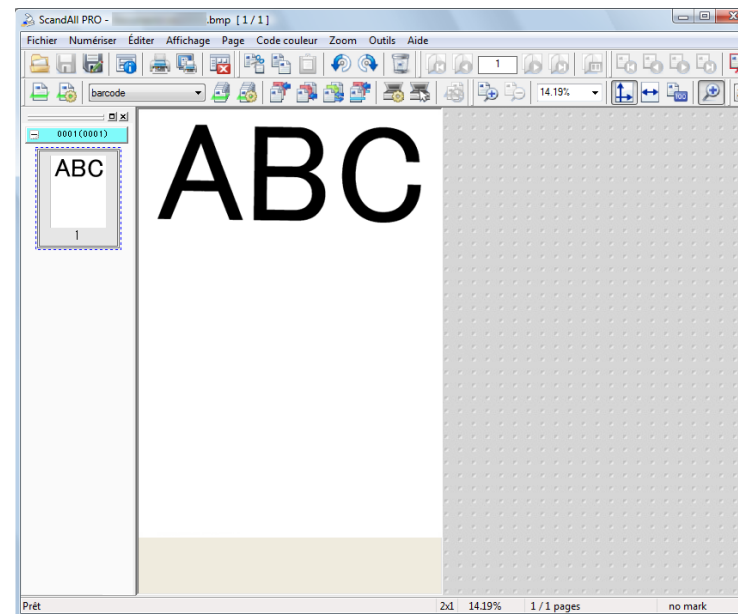 ScandAll PRO - .bmp [ 1 / 1 ]
Fichier Numériser Éditer Affichage Page Code couleur Zoom Outils Aide
1
barcode 14.19% 100
0001(0001)
ABC
1
ABC
Prêt 2x1 14.19% 1 / 1 pages no mark